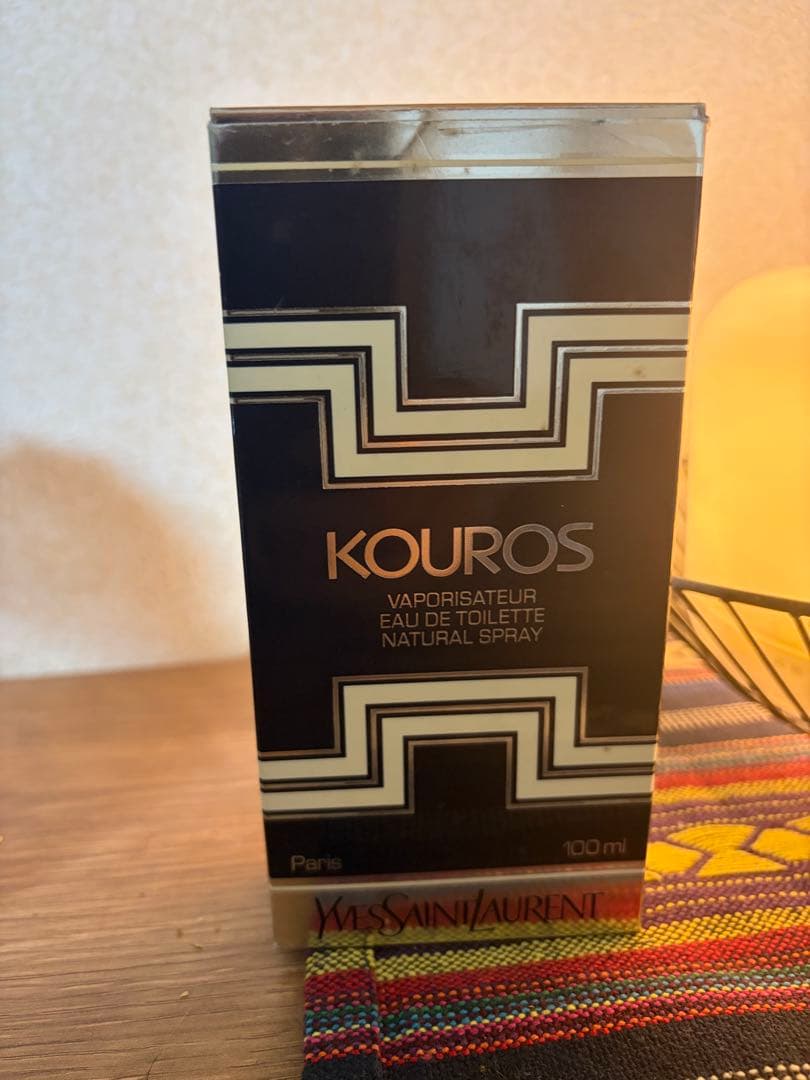 KOUROS
VAPORISATEUR
EAU DE TOILETTE
NATURAL SPRAY
Paris 100 ml
YVESSAINTLAURENT